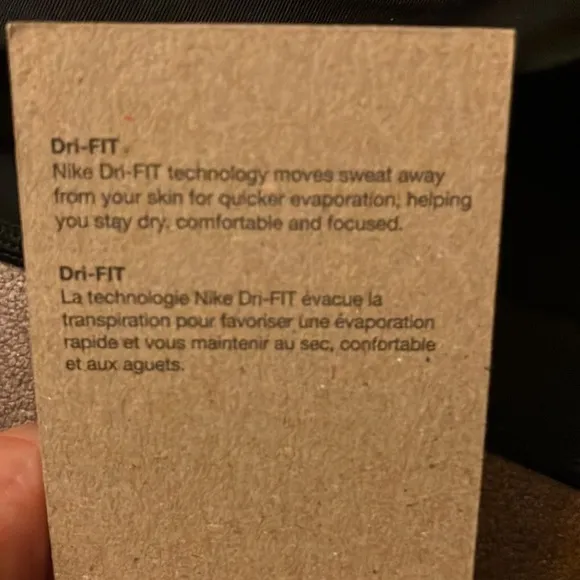 Dri-FIT
Nike Dri-FIT technology moves sweat away
from your skin for quicker evaporation, helping
you stay dry, comfortable and focused.
Dri-FIT
La technologie Nike Dri-FIT évacue la
transpiration pour favoriser une évaporation
rapide et vous maintenir au sec, confortable
et aux aguets.